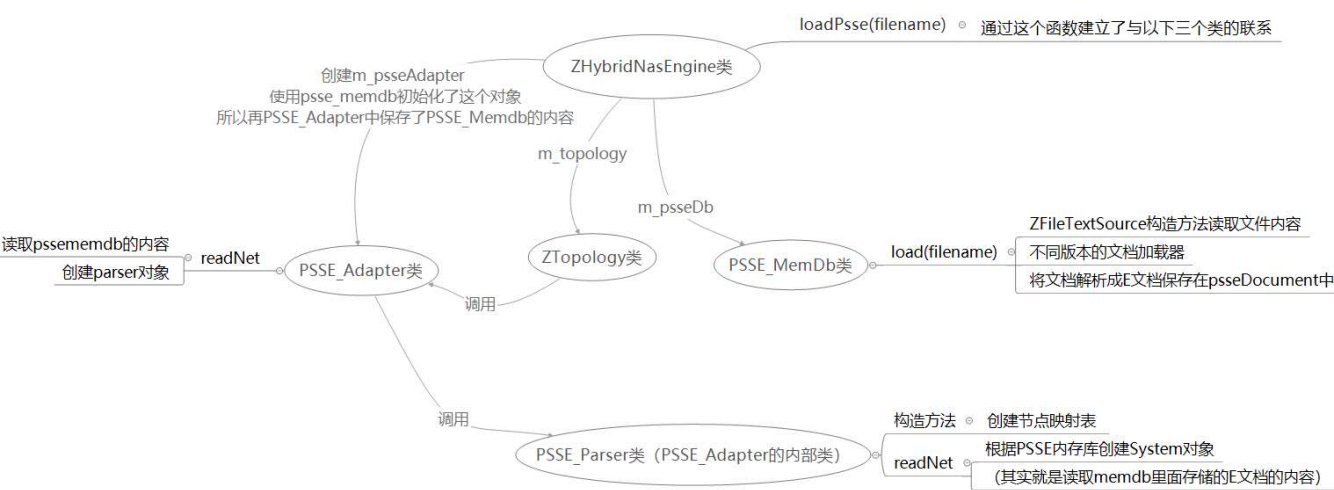 loadPsse(filename)
通过这个函数建立了与以下三个类的联系
ZHybridNasEngine类
创建m_psseAdapter
使用psse_memdb初始化了这个对象
所以再PSSE_Adapter中保存了PSSE_Memdb的内容
m_topology
m_psseDb
读取pssememdb的内容
创建parser对象
readNet
PSSE_Adapter类
ZTopology类
PSSE_MemDb类
load(filename)
ZFileTextSource构造方法读取文件内容
不同版本的文档加载器
将文档解析成E文档保存在psseDocument中
调用
调用
PSSE_Parser类（PSSE_Adapter的内部类）
构造方法
创建节点映射表
readNet
根据PSSE内存库创建System对象
（其实就是读取memdb里面存储的E文档的内容）